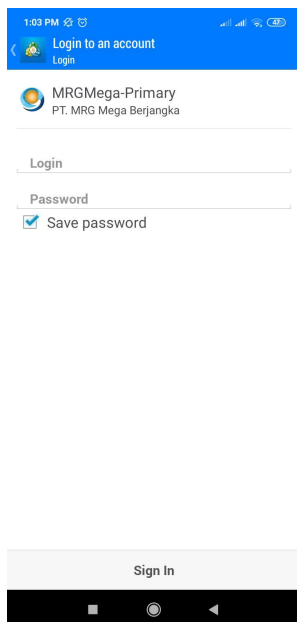 1:03 PM
47
Login to an account
Login
MRGMega-Primary
PT. MRG Mega Berjangka
Login
Password
Save password
Sign In